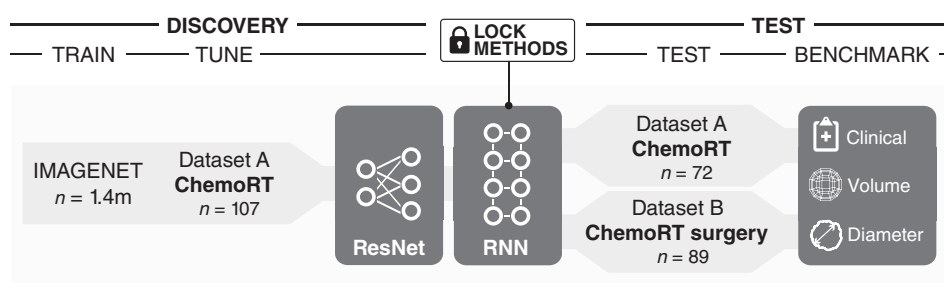 DISCOVERY
TEST
LOCK
METHODS
TRAIN
TUNE
TEST
BENCHMARK
IMAGENET
n = 1.4m
Dataset A
ChemoRT
n = 107
ResNet
RNN
Dataset A
ChemoRT
n = 72
Dataset B
ChemoRT surgery
n = 89
Clinical
Volume
Diameter